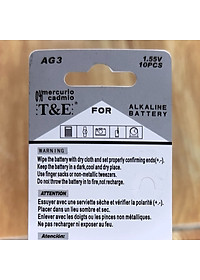 AG3
1.55V
10PCS
mercurio
cadmio
T&E
FOR
ALKALINE
BATTERY
WARNING
Wipe the battery with dry cloth and set properly confirming ends(+.-).
Keep the battery in a dark,cool and dry place.
Use finger sacks or non-metallic tweezers.
Do not throw the battery in to fire,not recharge.
ATTENTION
Essuyer avec une serviette sèche et vérifier la polarité (+.-).
Placer dans un lieu sombre et sec.
Enlever avec les doigts ou les pinces non métalliques.
Ne pas recharger ni exposer au feu.
Atención: